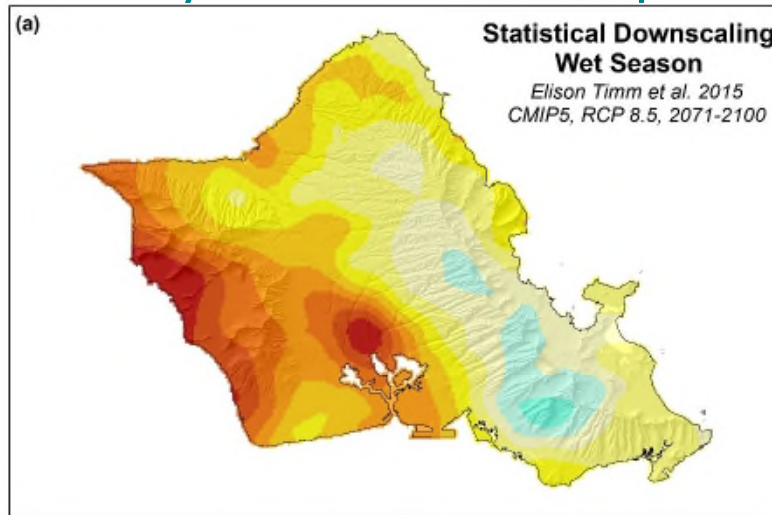 (a)
Statistical Downscaling
Wet Season
Elison Timm et al. 2015
CMIP5, RCP 8.5, 2071-2100